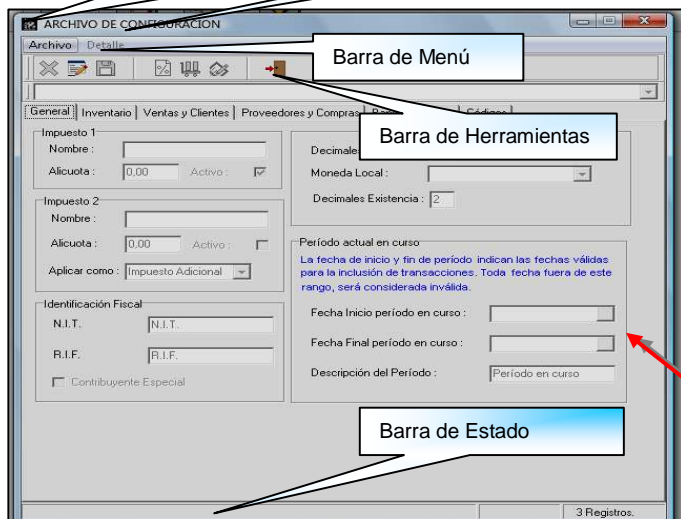 a2 ARCHIVO DE CONFIGURACION
Archivo Detalle
Barra de Menú
General Inventario Ventas y Clientes Proveedores y Compras Códigos
Barra de Herramientas
Impuesto 1
Nombre :
Alicuota : 0,00 Activo :
Decimales
Moneda Local :
Decimales Existencia : 2
Impuesto 2
Nombre :
Alicuota : 0,00 Activo :
Aplicar como : Impuesto Adicional
Período actual en curso
La fecha de inicio y fin de período indican las fechas válidas
para la inclusión de transacciones. Toda fecha fuera de este
rango, será considerada inválida.
Identificación Fiscal
N.I.T. N.I.T.
R.I.F. R.I.F.
Contribuyente Especial
Fecha Inicio período en curso :
Fecha Final período en curso :
Descripción del Período : Período en curso
Barra de Estado
3 Registros.